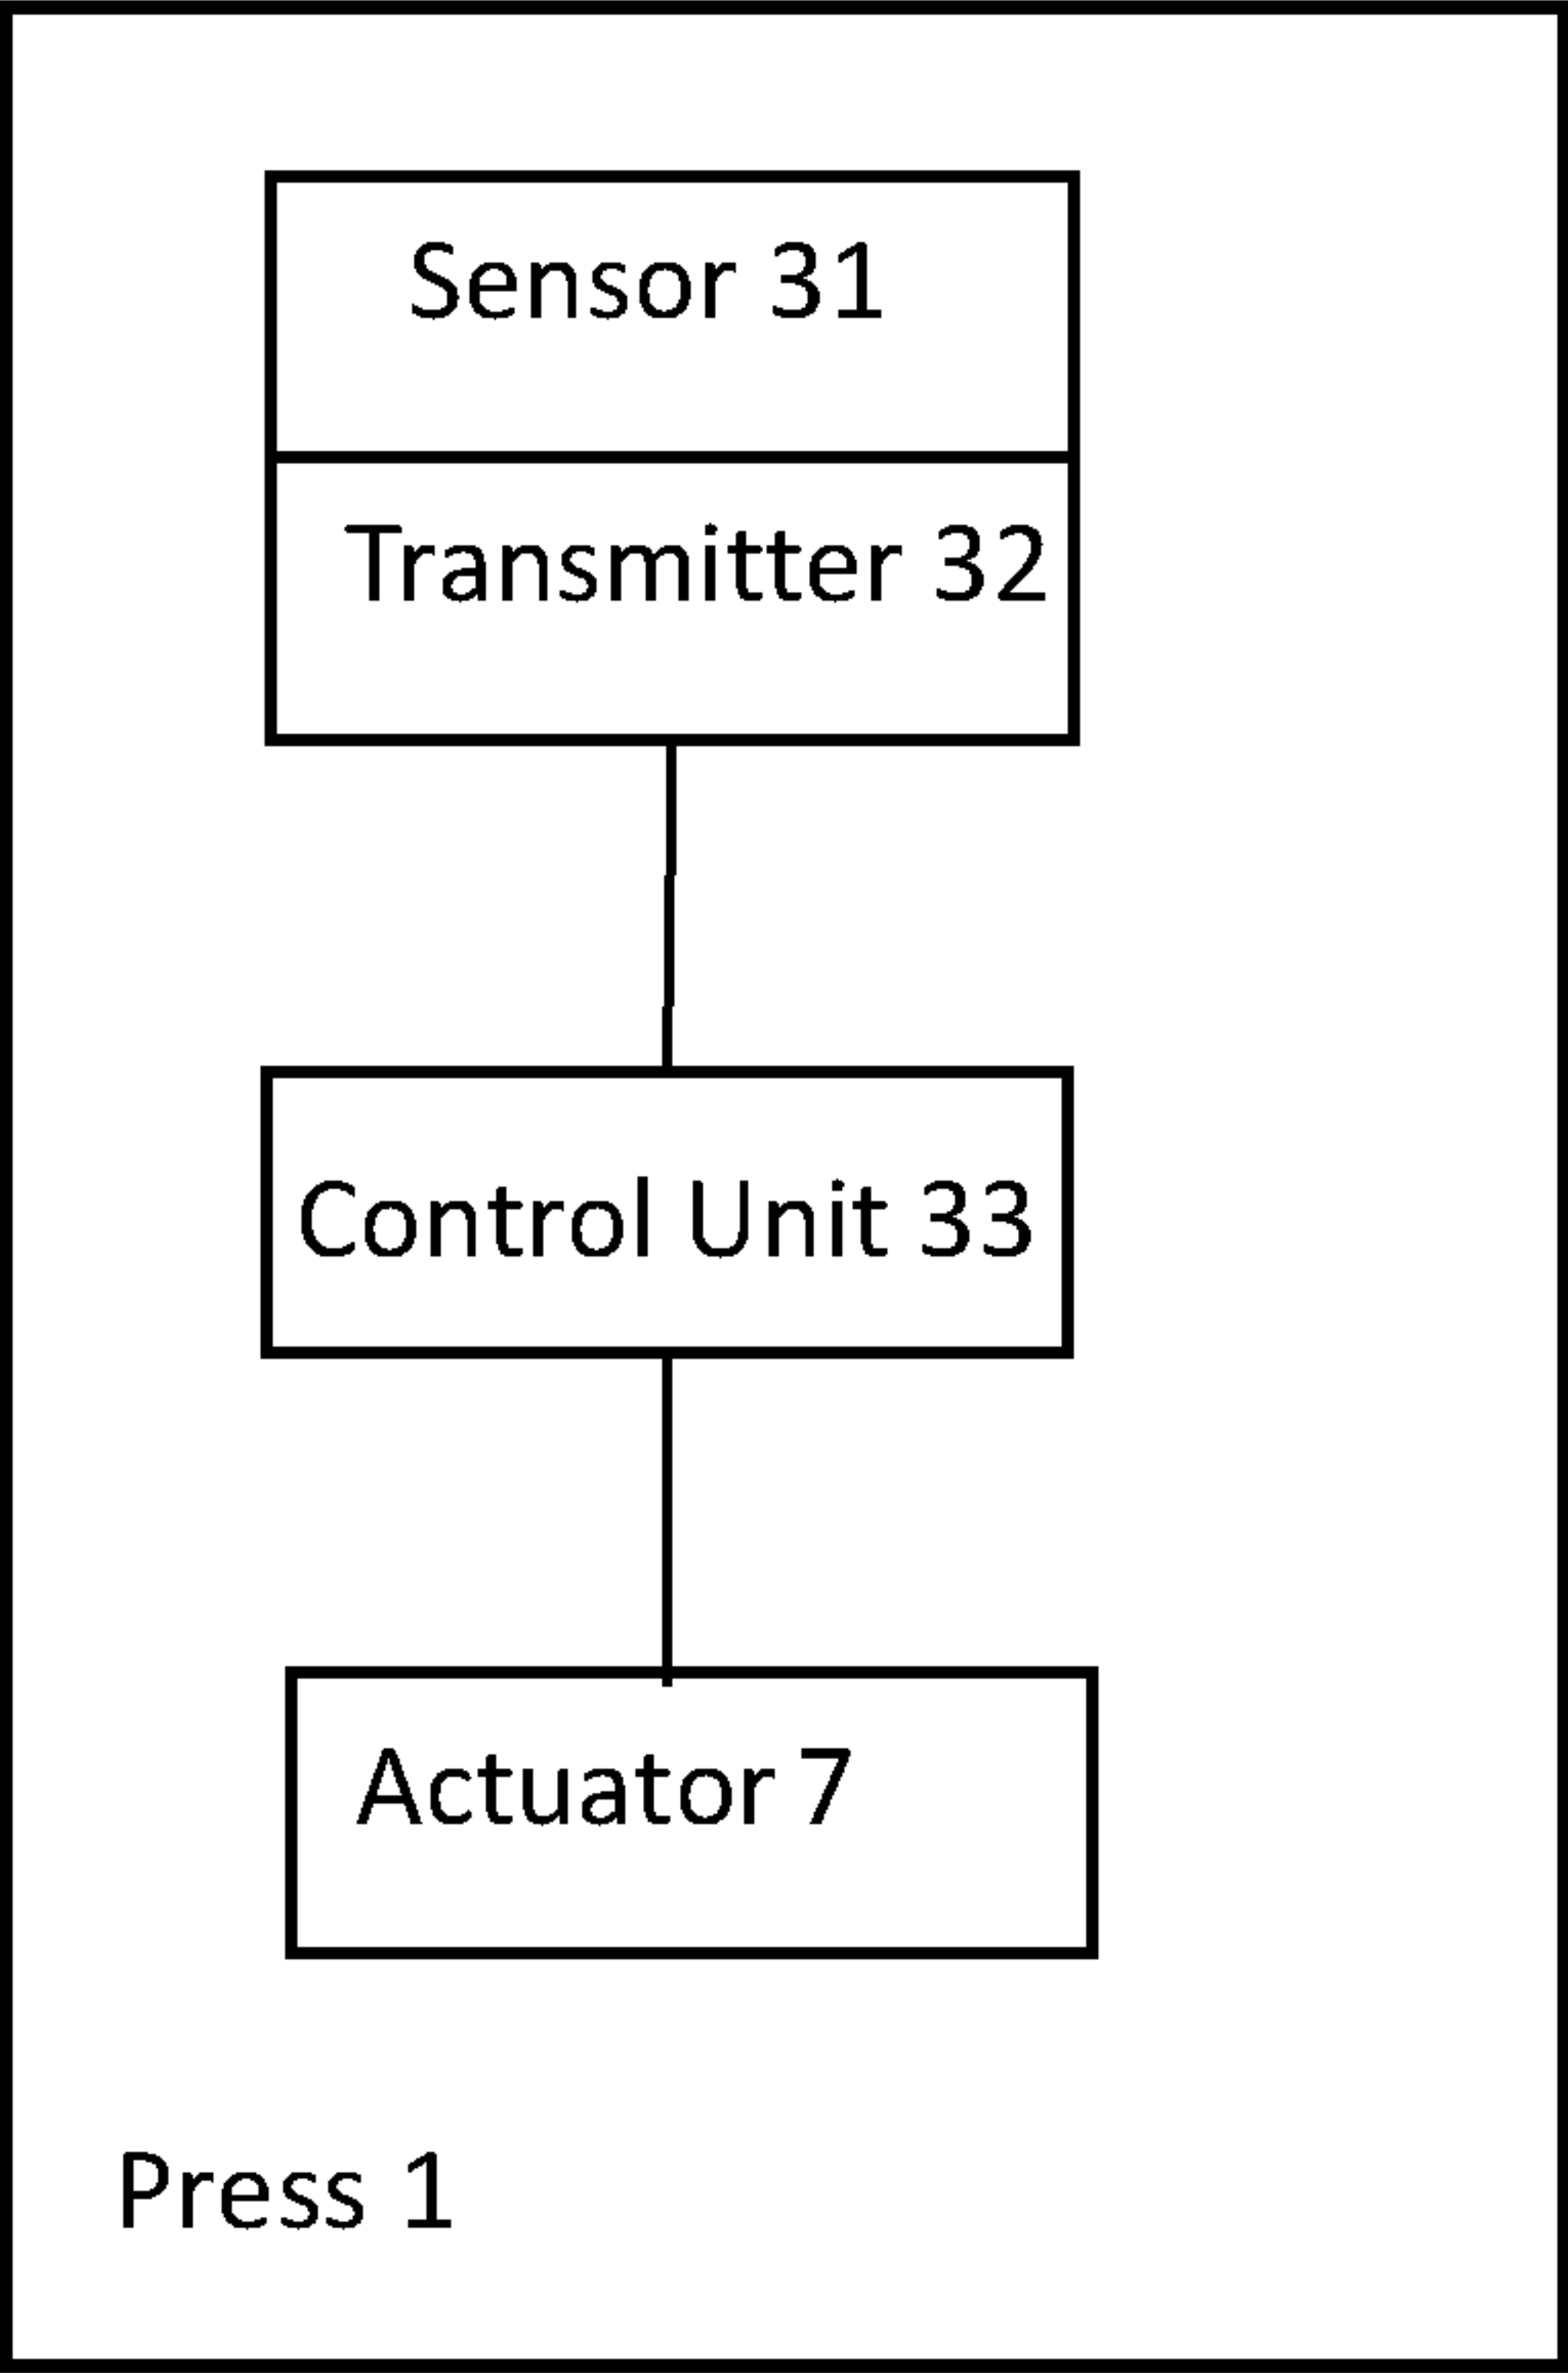 Sensor 31
Transmitter 32
Control Unit 33
Actuator 7
Press 1